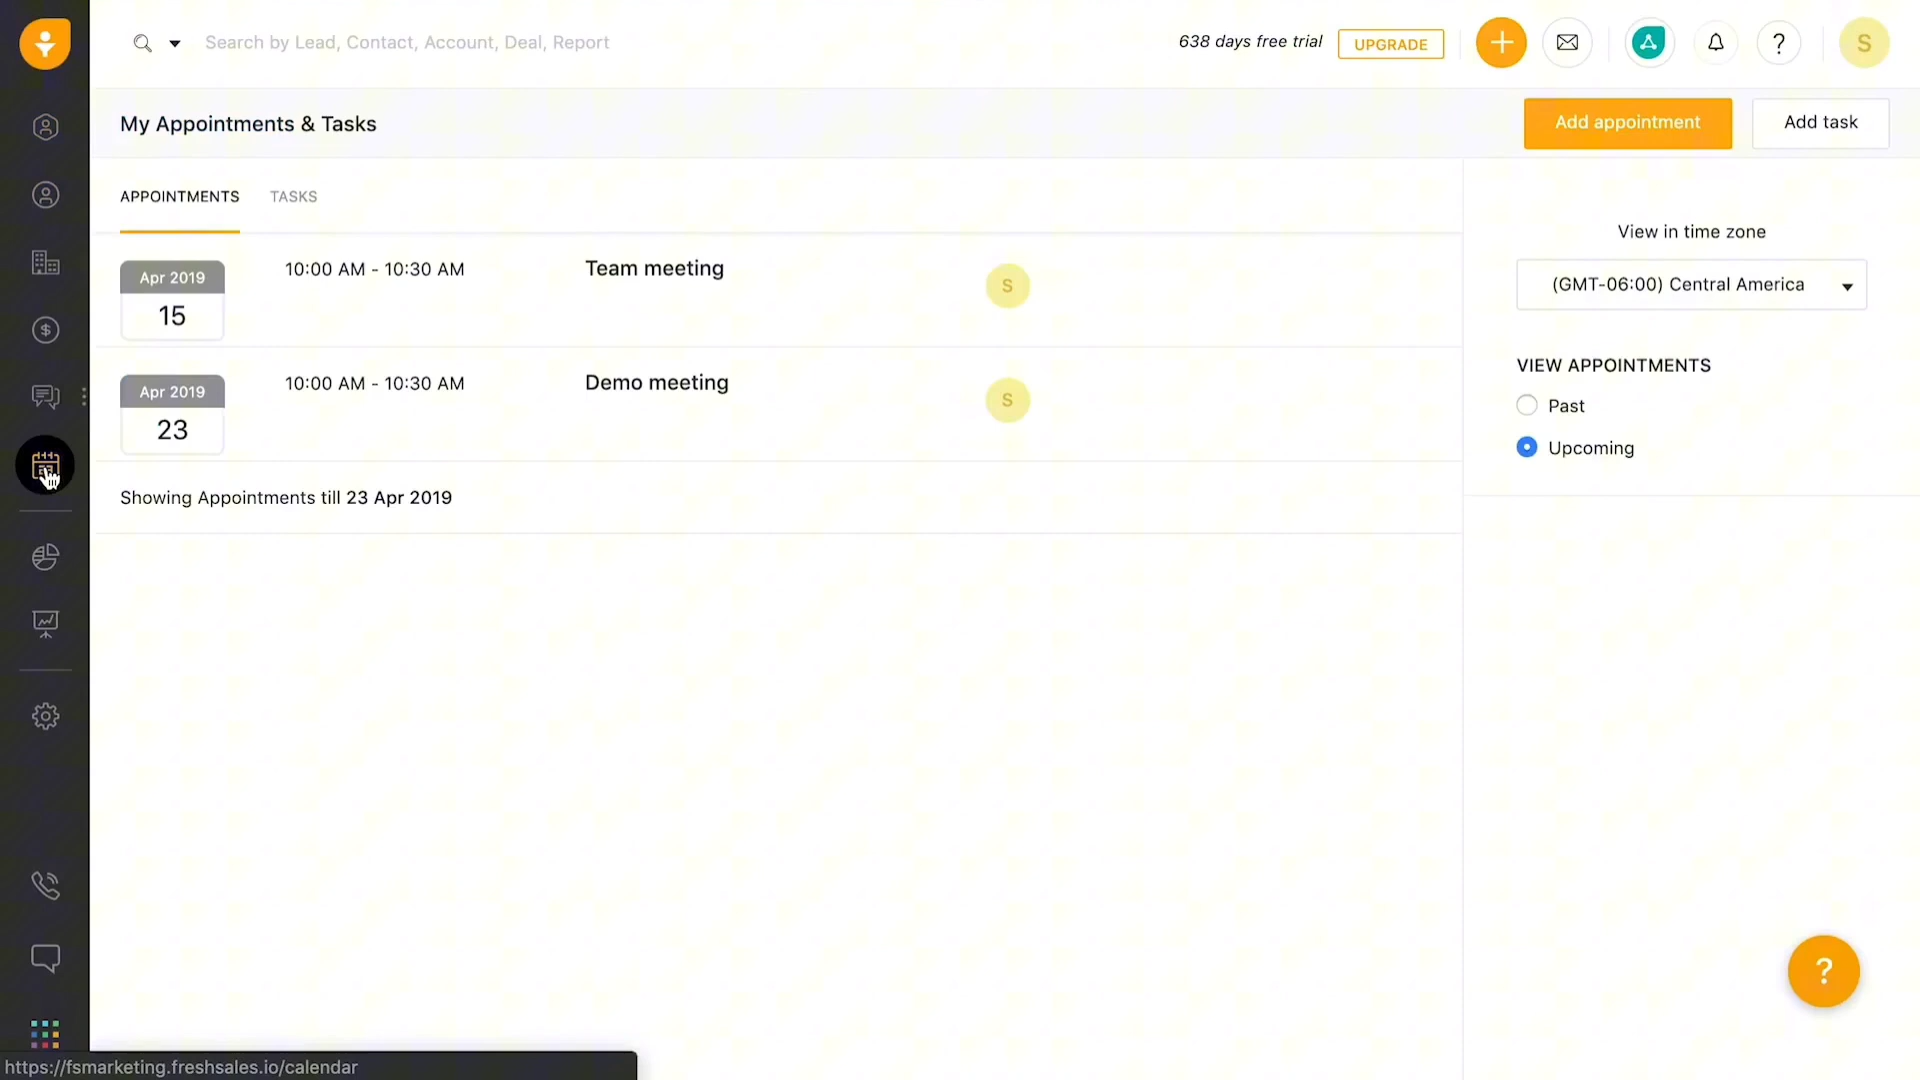 Search by Lead, Contact, Account, Deal, Report
638 days free trial
UPGRADE
?
S
My Appointments & Tasks
Add appointment
Add task
APPOINTMENTS
TASKS
View in time zone
(GMT-06:00) Central America
Apr 2019
15
10:00 AM - 10:30 AM
Team meeting
S
VIEW APPOINTMENTS
Past
Upcoming
Apr 2019
23
10:00 AM - 10:30 AM
Demo meeting
S
Showing Appointments till 23 Apr 2019
?
https://fsmarketing.freshsales.io/calendar